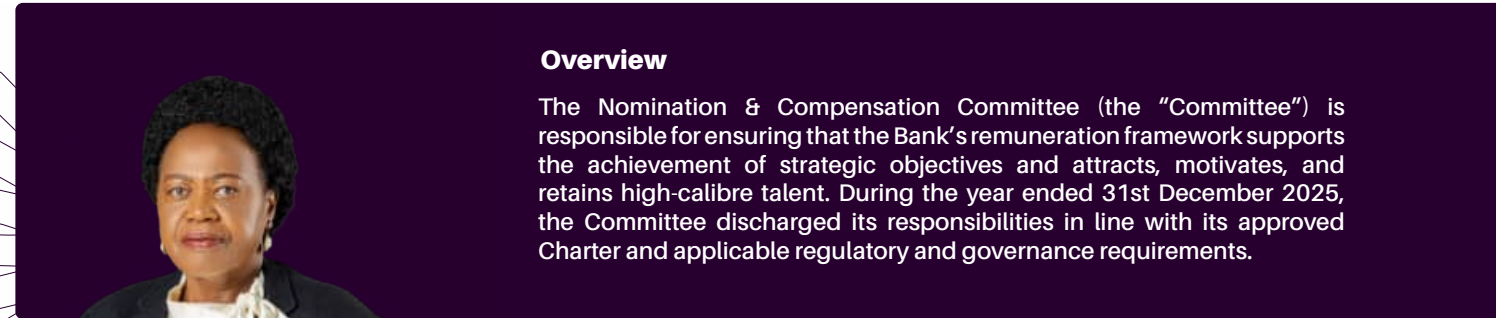 Overview
The Nomination & Compensation Committee (the “Committee”) is
responsible for ensuring that the Bank’s remuneration framework supports
the achievement of strategic objectives and attracts, motivates, and
retains high-calibre talent. During the year ended 31st December 2025,
the Committee discharged its responsibilities in line with its approved
Charter and applicable regulatory and governance requirements.